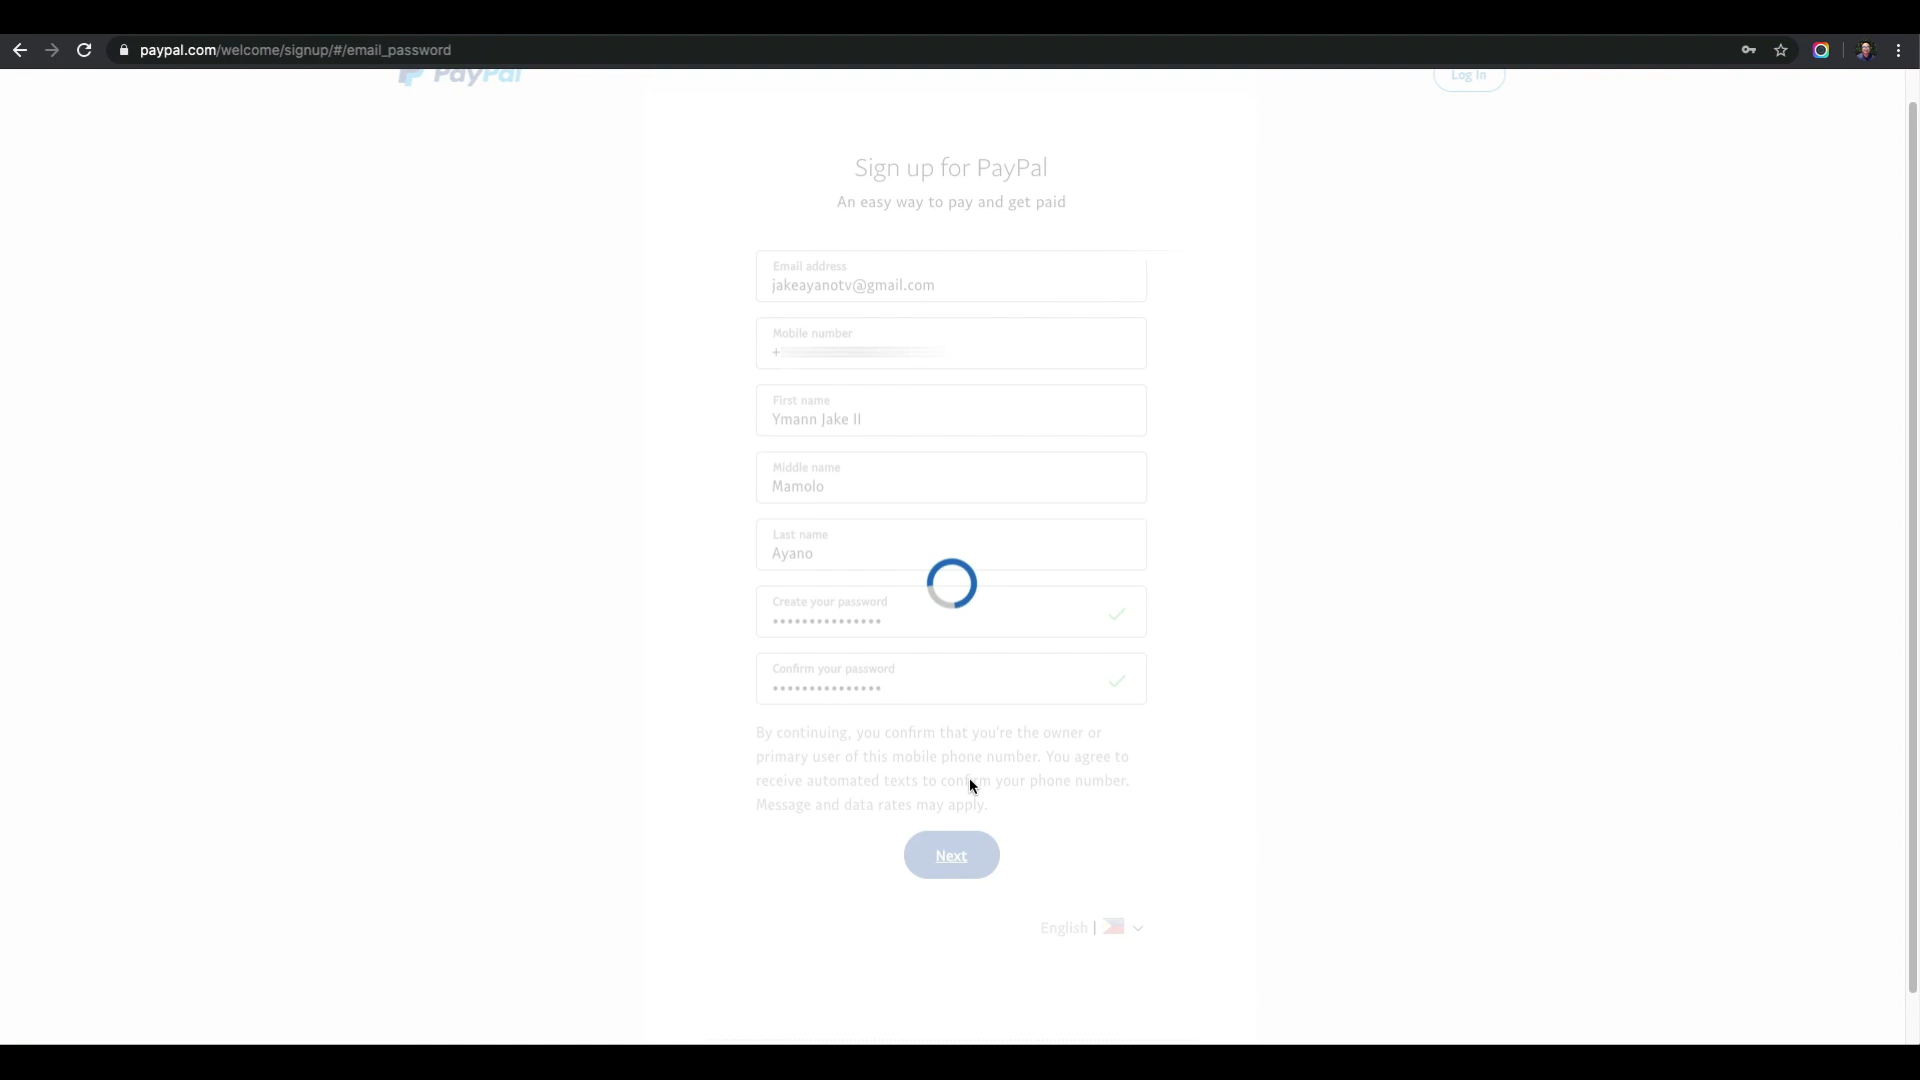 paypal.com/welcome/signup/#/email_password
PayPal
Log In
Sign up for PayPal
An easy way to pay and get paid
Email address
jakeayanotv@gmail.com
Mobile number
+
First name
Ymann Jake II
Middle name
Mamolo
Last name
Ayano
Create your password
•••••••••••••••
Confirm your password
•••••••••••••••
By continuing, you confirm that you're the owner or
primary user of this mobile phone number. You agree to
receive automated texts to confirm your phone number.
Message and data rates may apply.
Next
English |